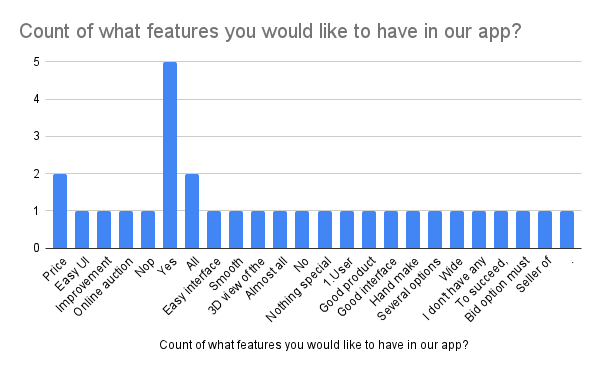 Count of what features you would like to have in our app?
5
4
3
2
1
0
Price
Easy UI
Improvement
Online auction
Nop
Yes
All
Easy interface
Smooth
3D view of the
Almost all
No
Nothing special
1.User
Good product
Good interface
Hand make
Several options
Wide
I don't have any
To succeed,
Bid option must
Seller of
.
Count of what features you would like to have in our app?